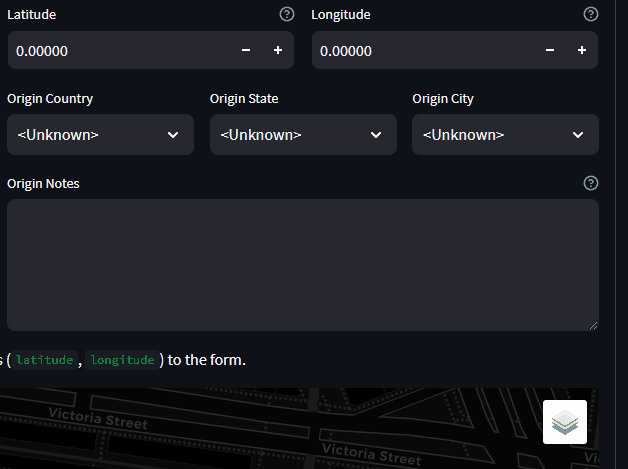 Latitude
Longitude
0.00000
0.00000
Origin Country
Origin State
Origin City
<Unknown>
<Unknown>
<Unknown>
Origin Notes
s ( latitude , longitude ) to the form.
Victoria Street
Victoria Street